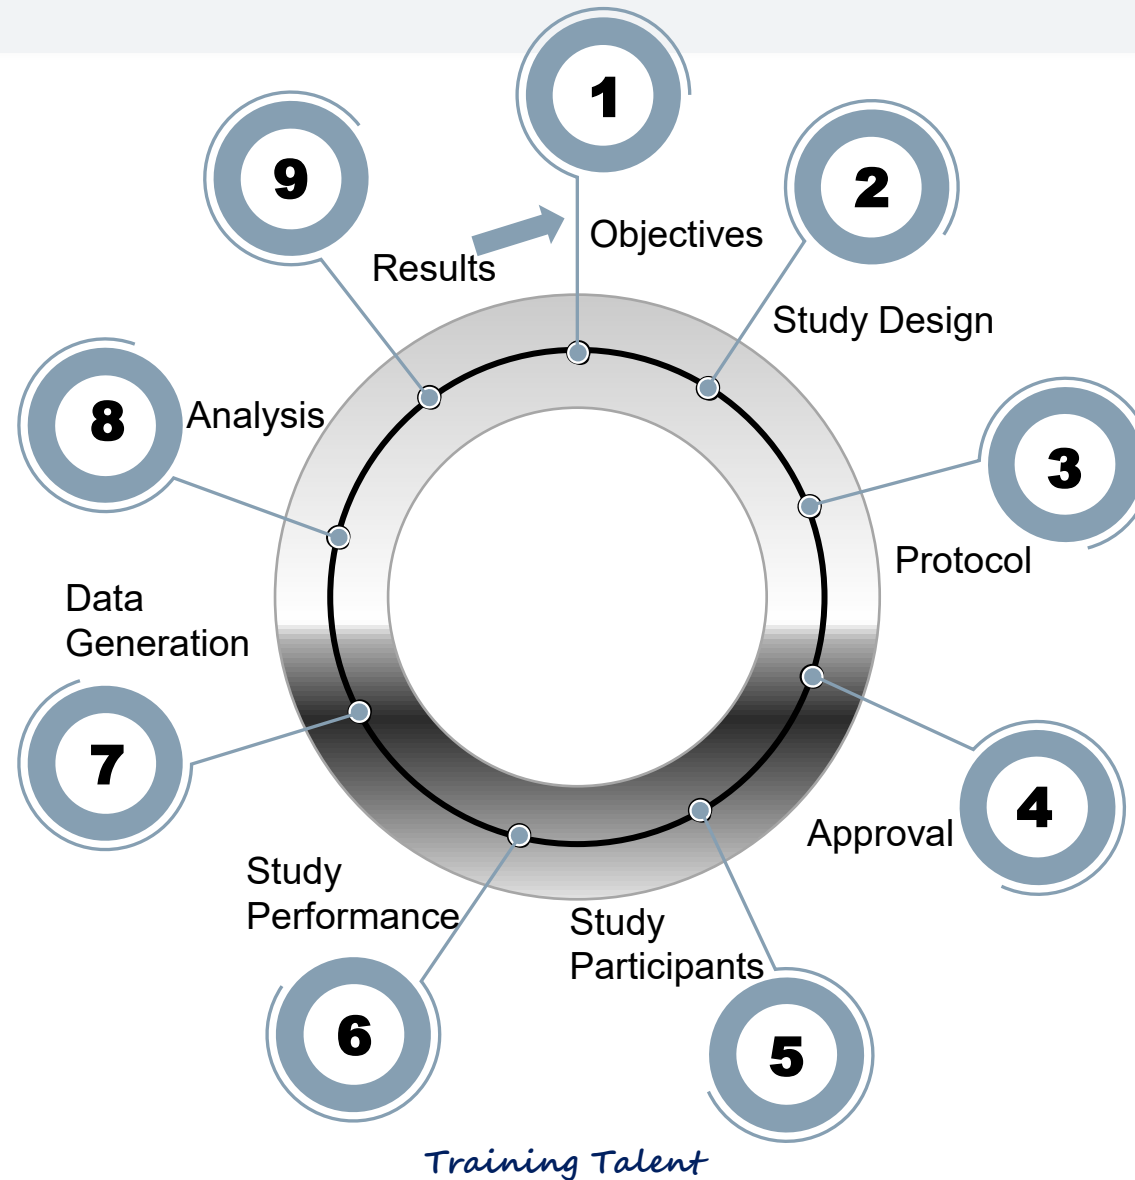 1
Objectives
2
Study Design
3
Protocol
4
Approval
5
Study
Participants
6
Study
Performance
7
Data
Generation
8
Analysis
9
Results
Training Talent